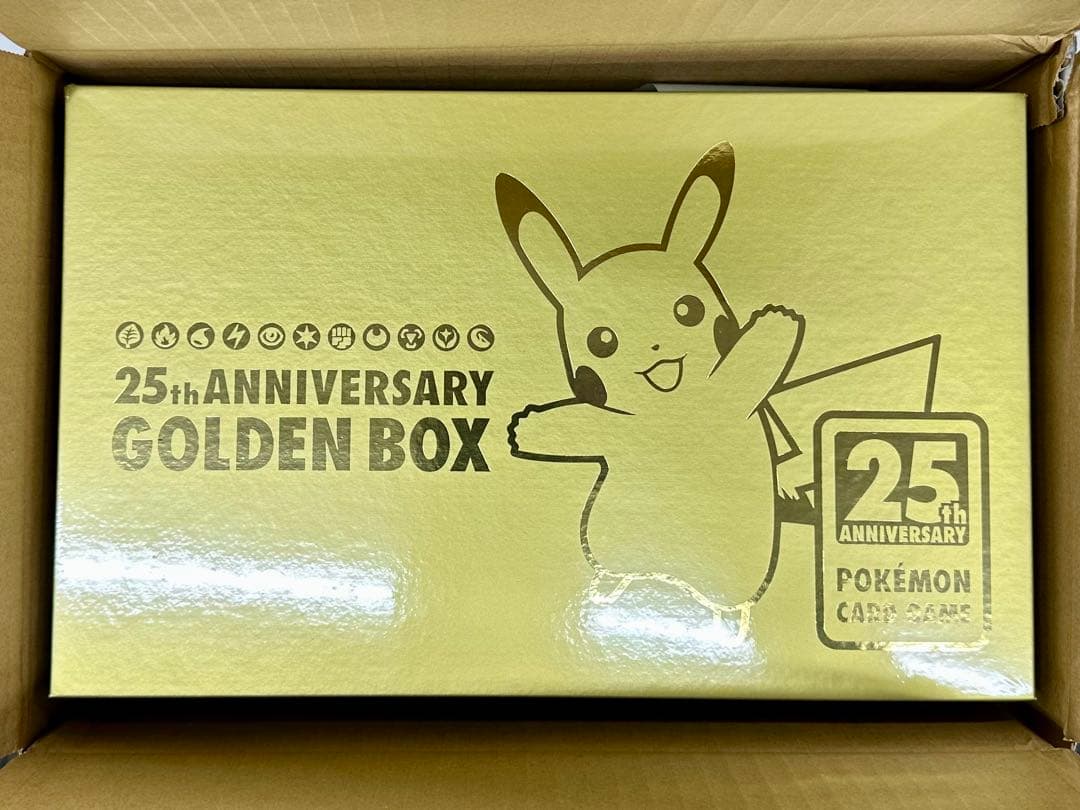 25th ANNIVERSARY
GOLDEN BOX
25th
ANNIVERSARY
POKÉMON
CARD GAME